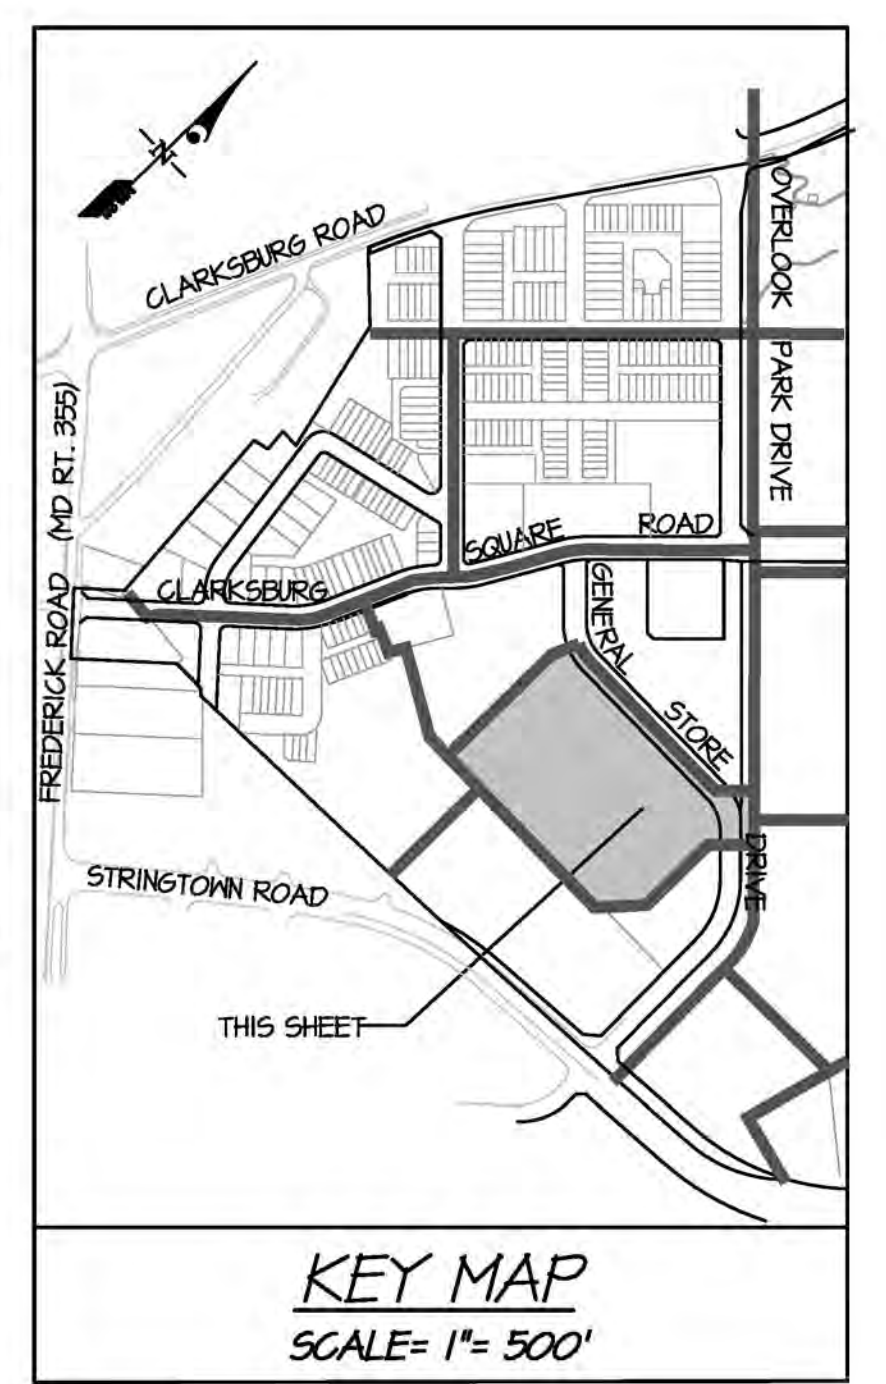 N
CLARKSBURG ROAD
OVERLOOK PARK DRIVE
FREDERICK ROAD (MD RT. 355)
CLARKSBURG SQUARE ROAD
GENERAL STORE DRIVE
STRINGTOWN ROAD
THIS SHEET
KEY MAP
SCALE= 1"= 500'